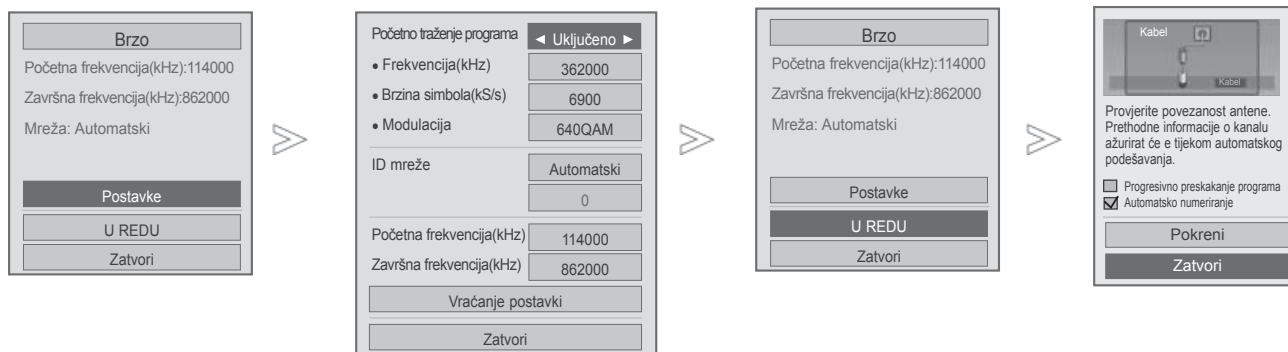 Brzo
Početna frekvencija(kHz):114000
Završna frekvencija(kHz):862000
Mreža: Automatski
Postavke
U REDU
Zatvori
Početno traženje programa ◄ Uključeno ►
• Frekvencija(kHz) 362000
• Brzina simbola(kS/s) 6900
• Modulacija 640QAM
ID mreže Automatski
0
Početna frekvencija(kHz) 114000
Završna frekvencija(kHz) 862000
Vraćanje postavki
Zatvori
Brzo
Početna frekvencija(kHz):114000
Završna frekvencija(kHz):862000
Mreža: Automatski
Postavke
U REDU
Zatvori
Kabel
Kabel
Provjerite povezanost antene.
Prethodne informacije o kanalu
ažurirat će e tijekom automatskog
podešavanja.
Progresivno preskakanje programa
Automatsko numeriranje
Pokreni
Zatvori